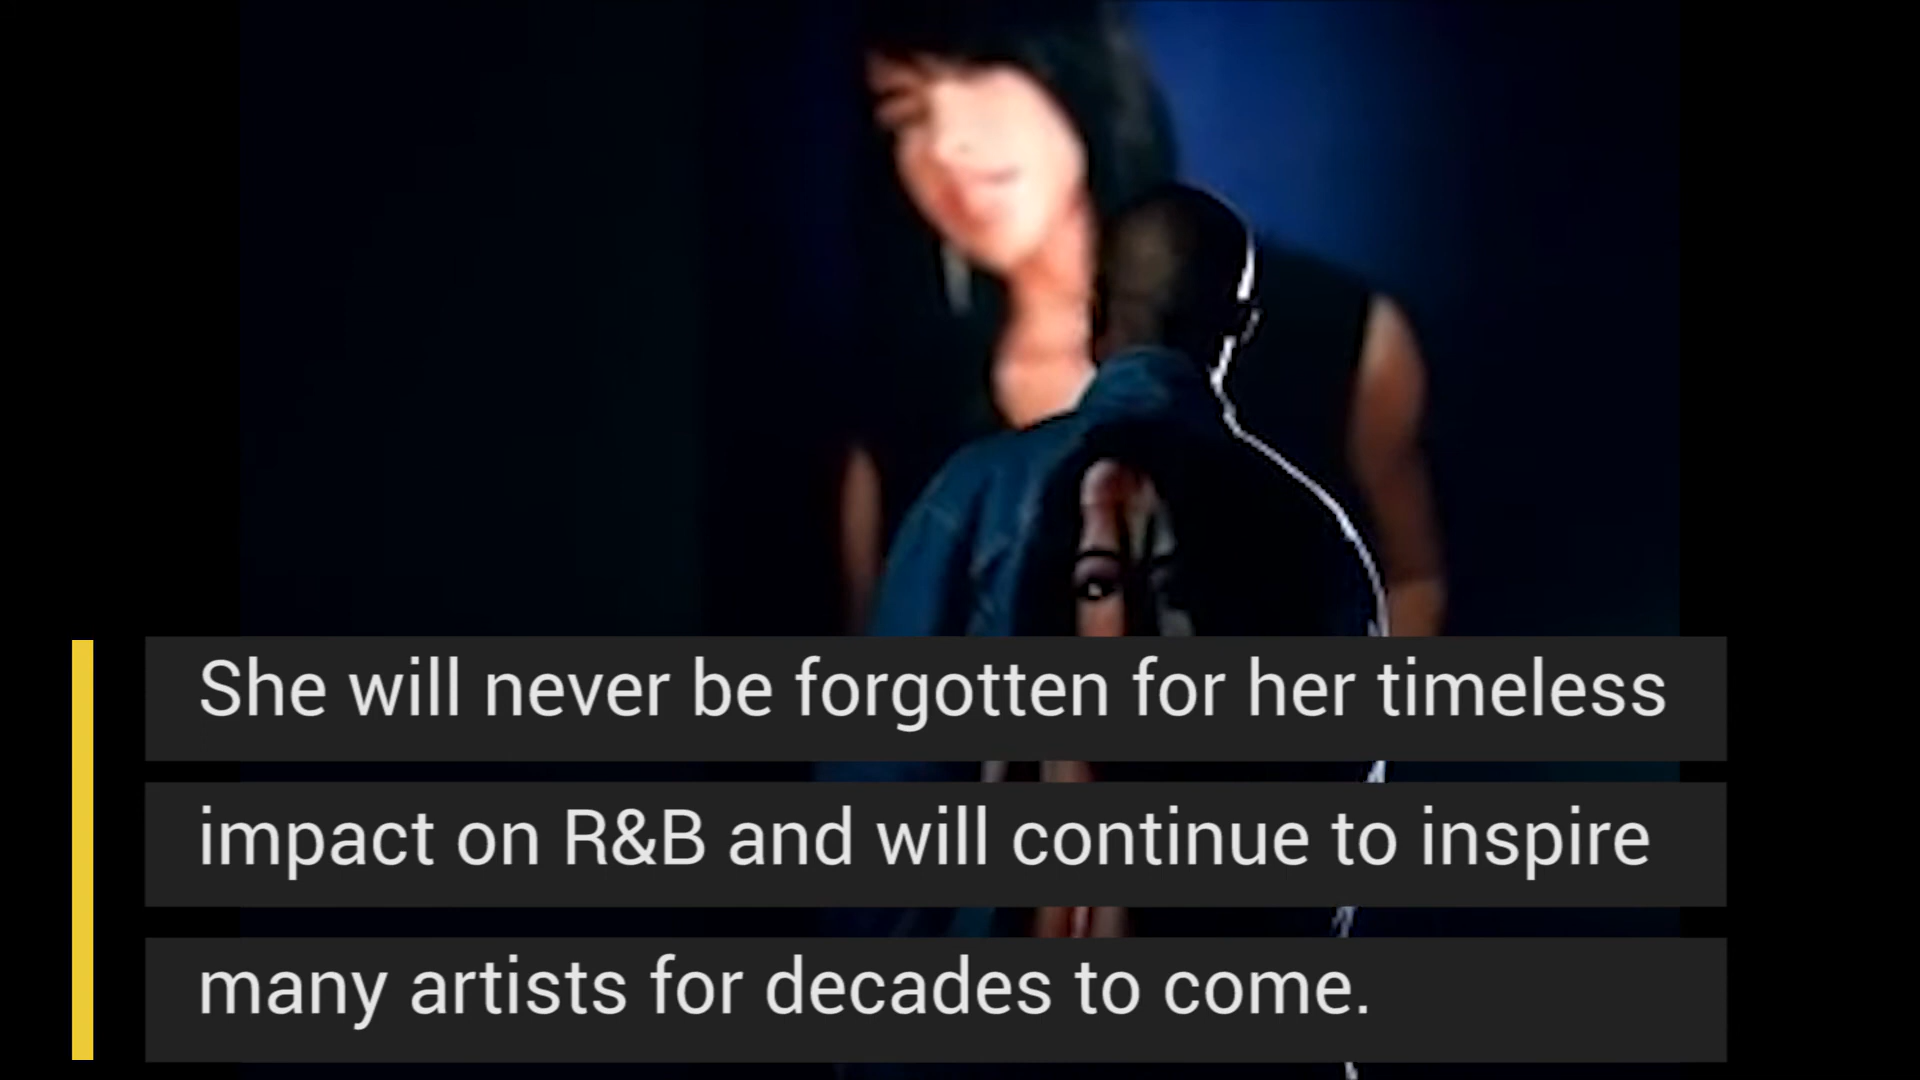 She will never be forgotten for her timeless
impact on R&B and will continue to inspire
many artists for decades to come.